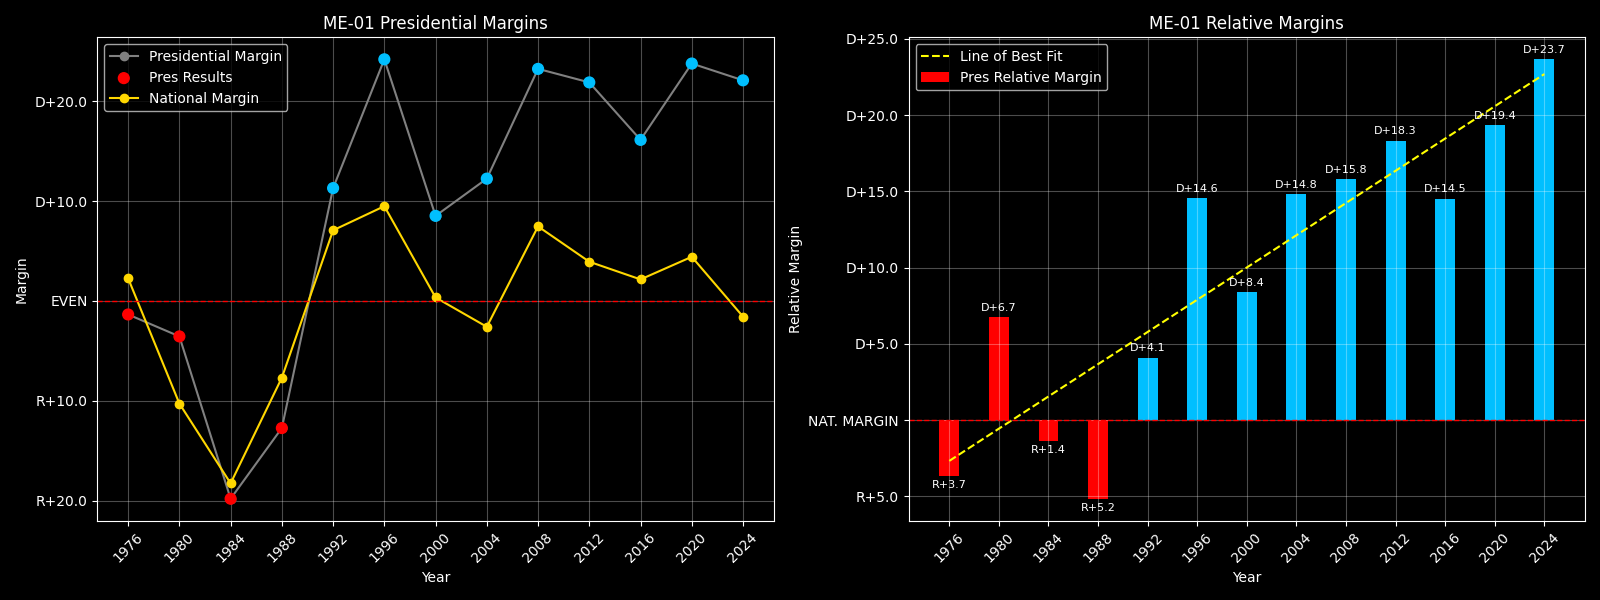 ME-01 Presidential Margins
Presidential Margin
Pres Results
National Margin
D+20.0
D+10.0
EVEN
R+10.0
R+20.0
Margin
1976
1980
1984
1988
1992
1996
2000
2004
2008
2012
2016
2020
2024
Year
ME-01 Relative Margins
Line of Best Fit
Pres Relative Margin
D+25.0
D+20.0
D+15.0
D+10.0
D+5.0
NAT. MARGIN
R+5.0
Relative Margin
R+3.7
D+6.7
R+1.4
R+5.2
D+4.1
D+14.6
D+8.4
D+14.8
D+15.8
D+18.3
D+14.5
D+19.4
D+23.7
1976
1980
1984
1988
1992
1996
2000
2004
2008
2012
2016
2020
2024
Year